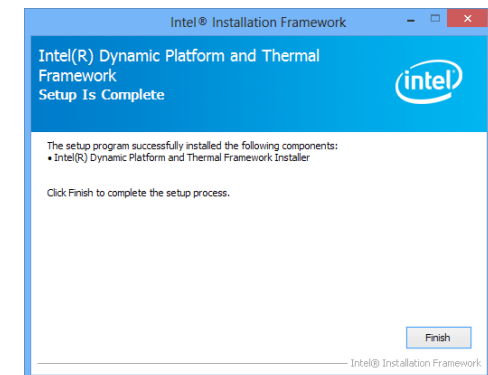 Intel® Installation Framework
Intel(R) Dynamic Platform and Thermal
Framework
Setup Is Complete
intel
The setup program successfully installed the following components:
• Intel(R) Dynamic Platform and Thermal Framework Installer
Click Finish to complete the setup process.
Finish
Intel(R) Installation Framework